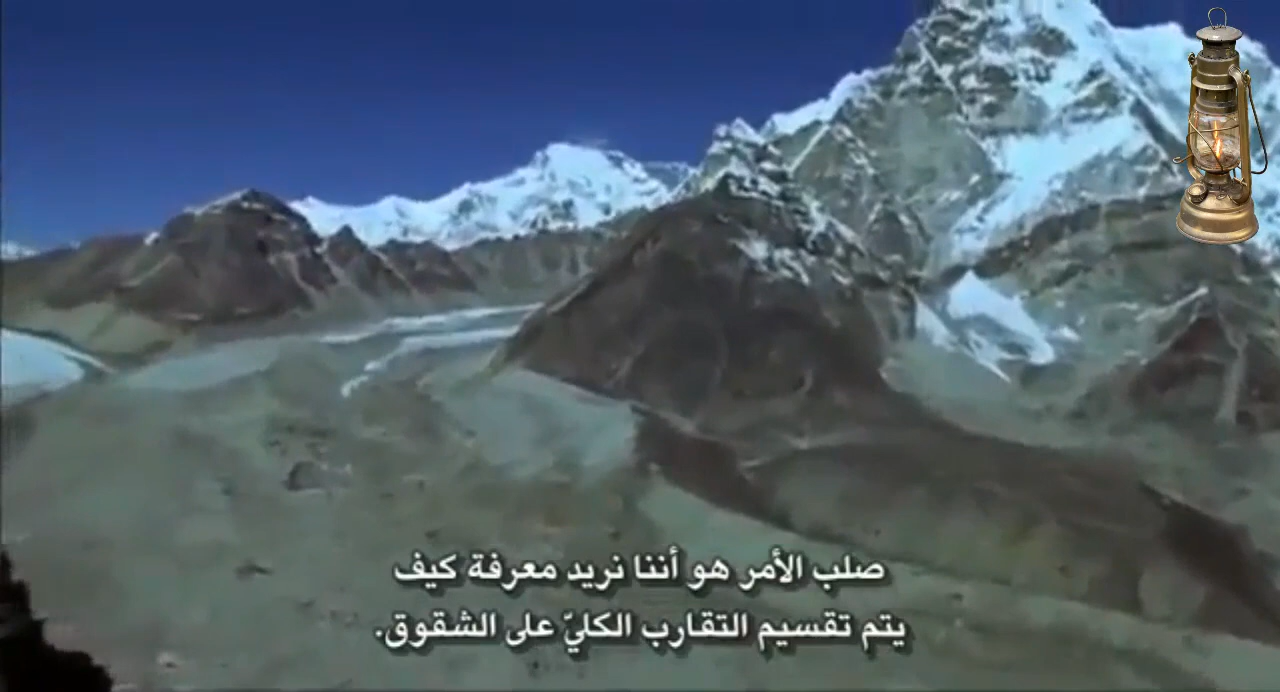 صلب الأمر هو أننا نريد معرفة كيف
يتم تقسيم التقارب الكليّ على الشقوق.